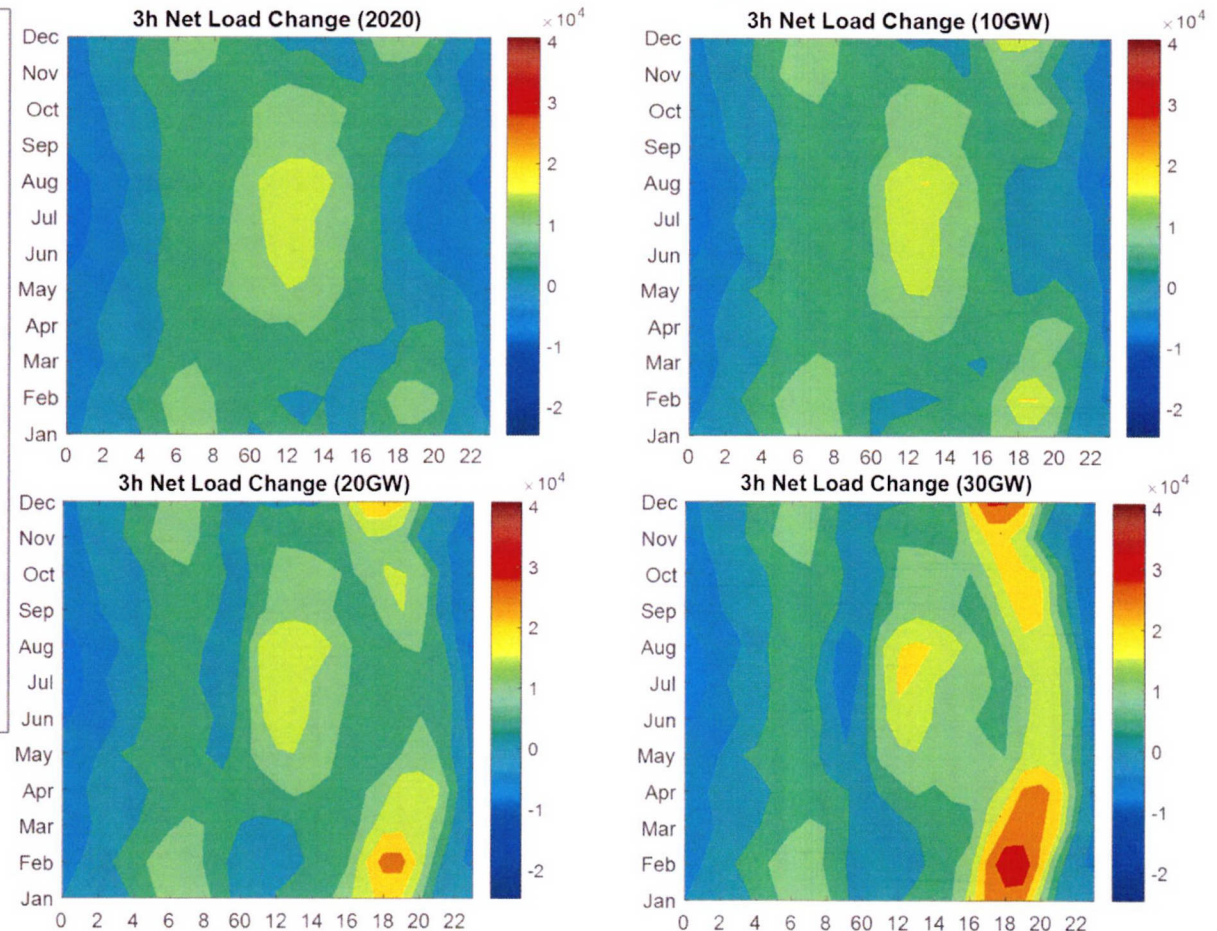 3h Net Load Change (2020)
×10⁴
Dec
Nov
Oct
Sep
Aug
Jul
Jun
May
Apr
Mar
Feb
Jan
0 2 4 6 8 60 12 14 16 18 20 22
4
3
2
1
0
-1
-2
3h Net Load Change (10GW)
×10⁴
Dec
Nov
Oct
Sep
Aug
Jul
Jun
May
Apr
Mar
Feb
Jan
0 2 4 6 8 60 12 14 16 18 20 22
4
3
2
1
0
-1
-2
3h Net Load Change (20GW)
×10⁴
Dec
Nov
Oct
Sep
Aug
Jul
Jun
May
Apr
Mar
Feb
Jan
0 2 4 6 8 60 12 14 16 18 20 22
4
3
2
1
0
-1
-2
3h Net Load Change (30GW)
×10⁴
Dec
Nov
Oct
Sep
Aug
Jul
Jun
May
Apr
Mar
Feb
Jan
0 2 4 6 8 60 12 14 16 18 20 22
4
3
2
1
0
-1
-2